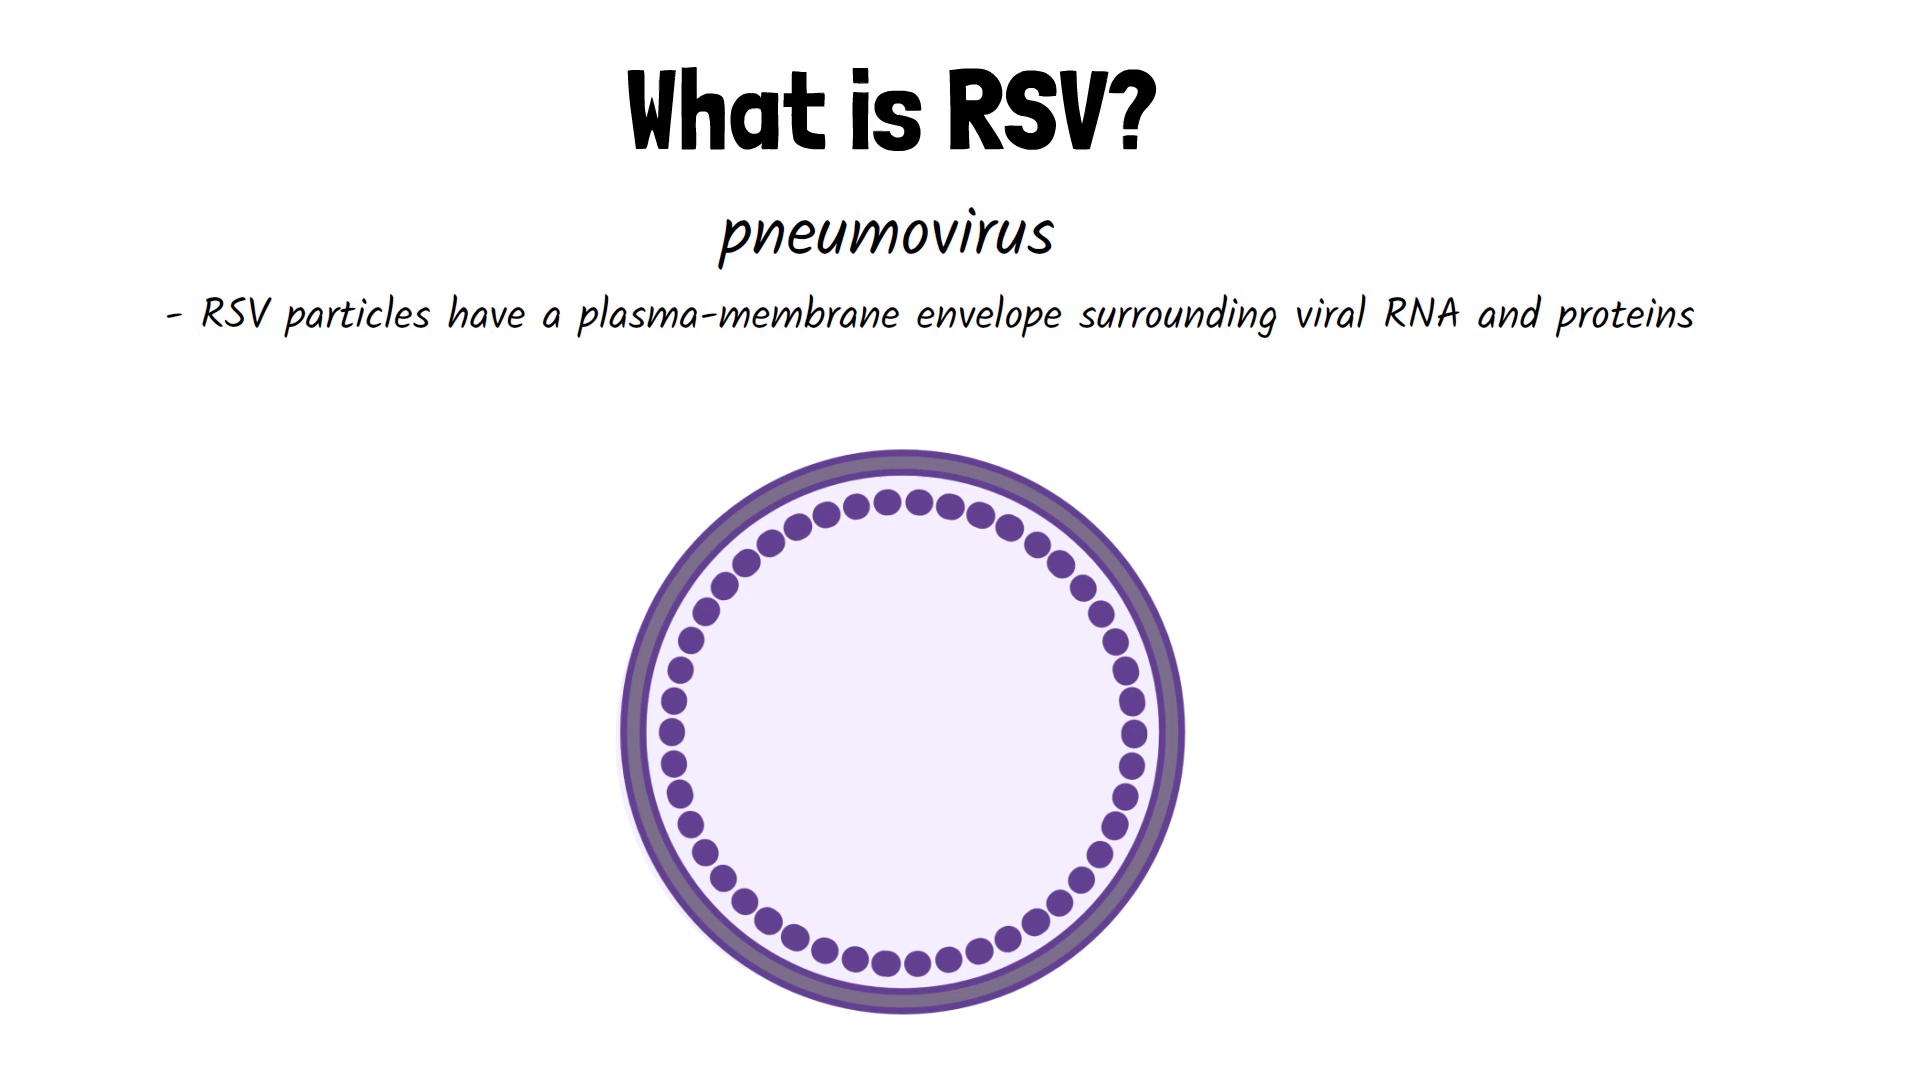 What is RSV?
pneumovirus
- RSV particles have a plasma-membrane envelope surrounding viral RNA and proteins